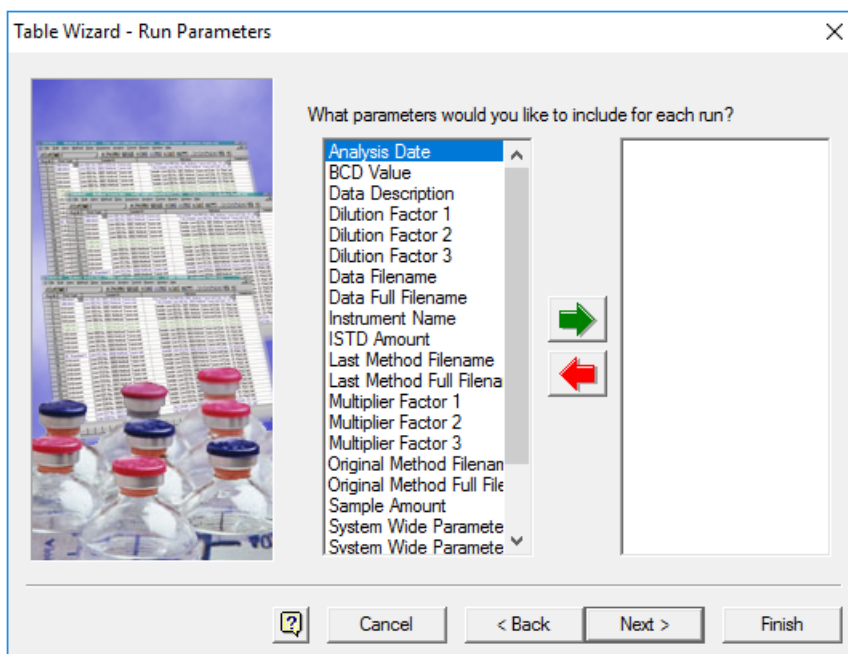 Table Wizard - Run Parameters
What parameters would you like to include for each run?
Analysis Date
BCD Value
Data Description
Dilution Factor 1
Dilution Factor 2
Dilution Factor 3
Data Filename
Data Full Filename
Instrument Name
ISTD Amount
Last Method Filename
Last Method Full Filena
Multiplier Factor 1
Multiplier Factor 2
Multiplier Factor 3
Original Method Filenam
Original Method Full File
Sample Amount
System Wide Paramete
System Wide Paramete
?
Cancel
< Back
Next >
Finish